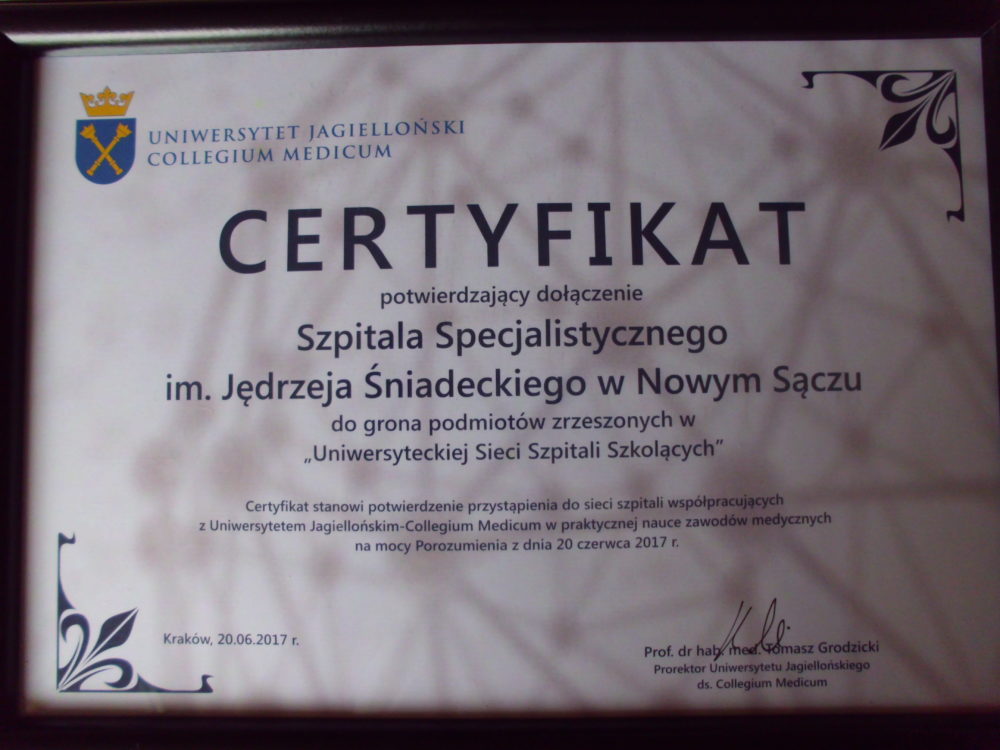 UNIWERSYTET JAGIELLOŃSKI
COLLEGIUM MEDICUM
CERTYFIKAT
potwierdzający dołączenie
Szpitala Specjalistycznego
im. Jędrzeja Śniadeckiego w Nowym Sączu
do grona podmiotów zrzeszonych w
„Uniwersyteckiej Sieci Szpitali Szkolących”
Certyfikat stanowi potwierdzenie przystąpienia do sieci szpitali współpracujących
z Uniwersytetem Jagiellońskim-Collegium Medicum w praktycznej nauce zawodów medycznych
na mocy Porozumienia z dnia 20 czerwca 2017 r.
Kraków, 20.06.2017 r.
Prof. dr hab. med. Tomasz Grodzicki
Prorektor Uniwersytetu Jagiellońskiego
ds. Collegium Medicum